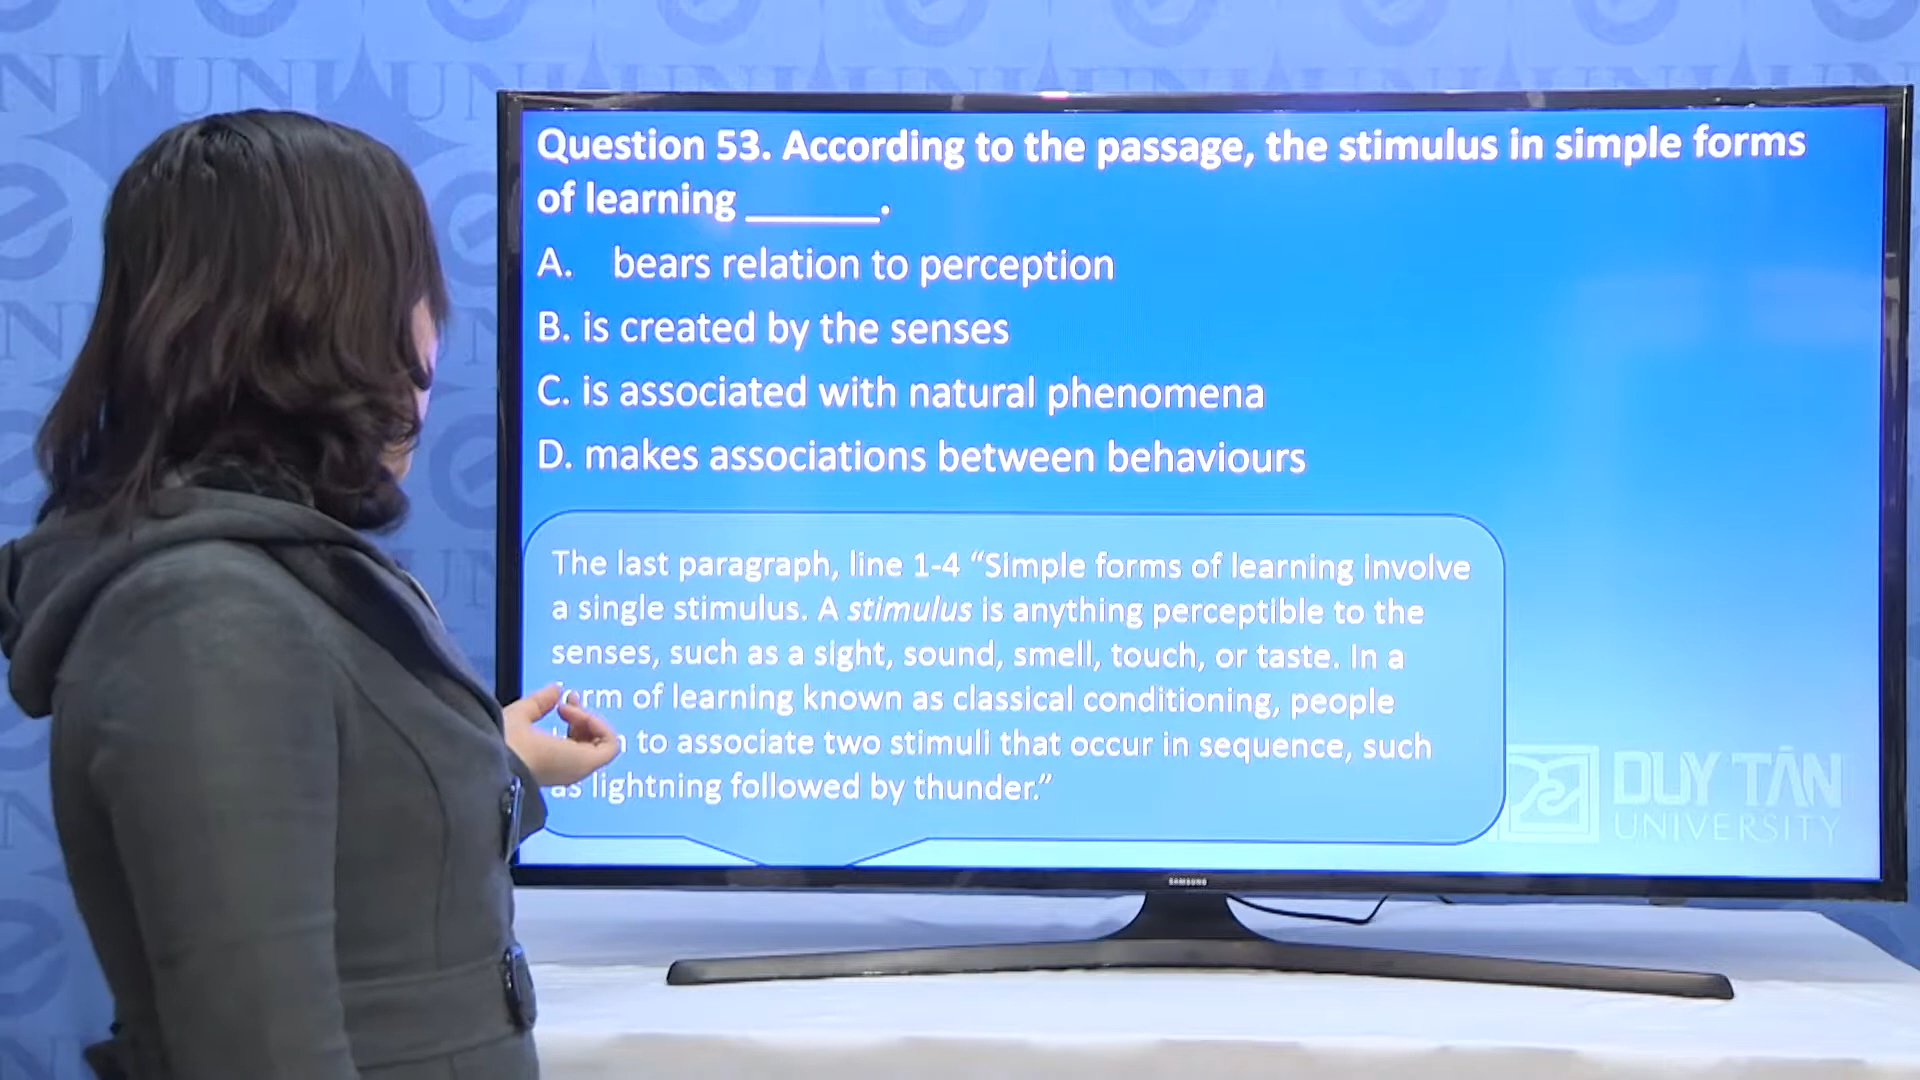 Question 53. According to the passage, the stimulus in simple forms
of learning ______.
A. bears relation to perception
B. is created by the senses
C. is associated with natural phenomena
D. makes associations between behaviours
The last paragraph, line 1-4 “Simple forms of learning involve
a single stimulus. A stimulus is anything perceptible to the
senses, such as a sight, sound, smell, touch, or taste. In a
form of learning known as classical conditioning, people
to associate two stimuli that occur in sequence, such
as lightning followed by thunder.”
DUY TÂN
UNIVERSITY
SAMSUNG